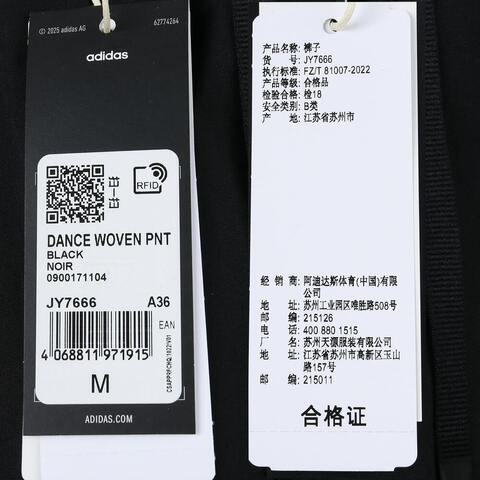 © 2025 adidas AG
62774264
adidas
RFID
DANCE WOVEN PNT
BLACK
NOIR
0900171104
JY7666 A36
EAN
4 068811 971915
M
ADIDAS.COM
产品名称: 裤子
货 号: JY7666
执行标准: FZ/T 81007-2022
产品等级: 合格品
检验合格: 检18
安全类别: B类
产 地: 江苏省苏州市
经 销 商: 阿迪达斯体育(中国)有限
公司
地 址: 苏州工业园区唯胜路508号
邮 编: 215126
电 话: 400 880 1515
厂 名: 苏州天源服装有限公司
地 址: 江苏省苏州市高新区玉山
路157号
邮 编: 215011
合格证